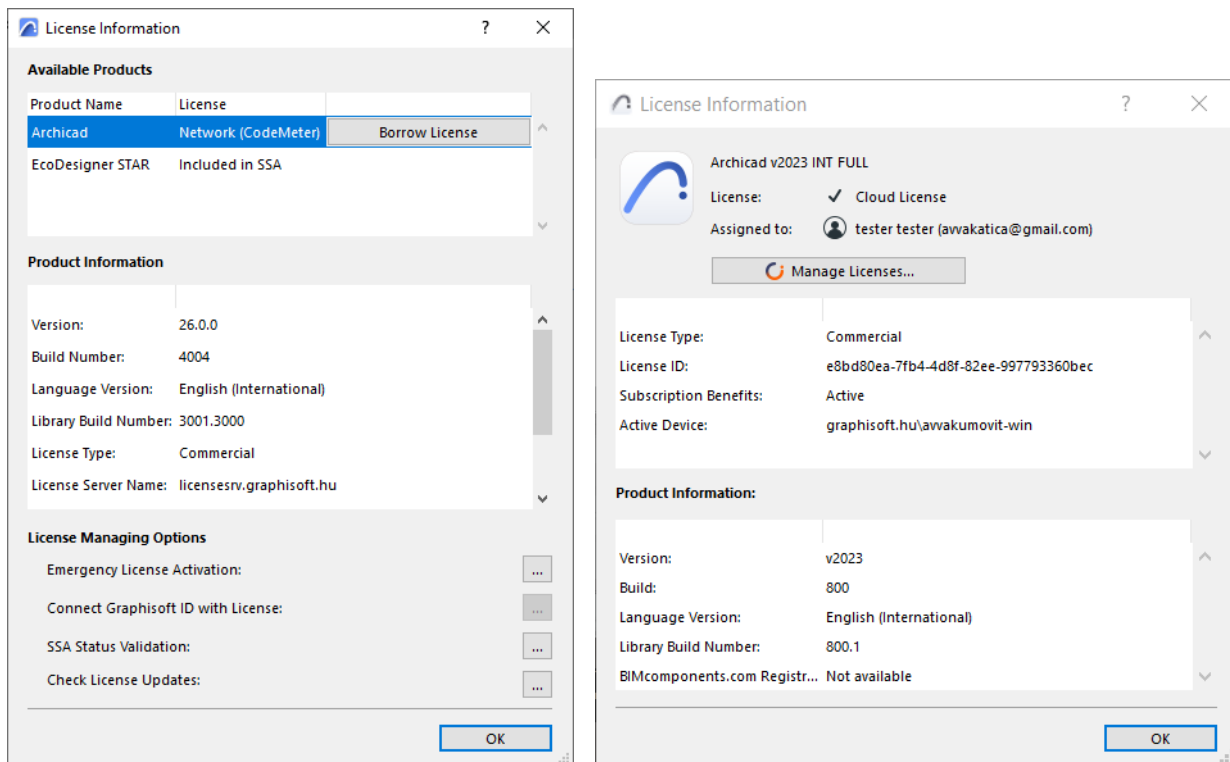 License Information
?
Available Products
Product Name License
Archicad Network (CodeMeter) Borrow License
EcoDesigner STAR Included in SSA
Product Information
Version: 26.0.0
Build Number: 4004
Language Version: English (International)
Library Build Number: 3001.3000
License Type: Commercial
License Server Name: licensesrv.graphisoft.hu
License Managing Options
Emergency License Activation: ...
Connect Graphisoft ID with License: ...
SSA Status Validation: ...
Check License Updates: ...
OK
License Information
?
Archicad v2023 INT FULL
License: ✓ Cloud License
Assigned to: tester tester (avvakatica@gmail.com)
Manage Licenses...
License Type: Commercial
License ID: e8bd80ea-7fb4-4d8f-82ee-997793360bec
Subscription Benefits: Active
Active Device: graphisoft.hu\avvakumovit-win
Product Information:
Version: v2023
Build: 800
Language Version: English (International)
Library Build Number: 800.1
BIMcomponents.com Registr... Not available
OK